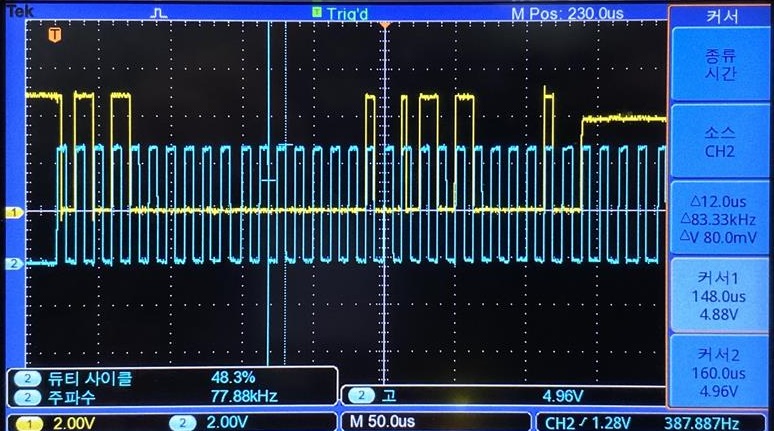 Tek
T Trig'd
M Pos: 230.0us
커서
T
종류
시간
소스
CH2
△12.0us
△83.33kHz
△V 80.0mV
1
2
커서1
148.0us
4.88V
커서2
160.0us
4.96V
2 듀티 사이클 48.3%
2 주파수 77.88kHz
2 고 4.96V
1 2.00V
2 2.00V
M 50.0us
CH2 / 1.28V
387.887Hz